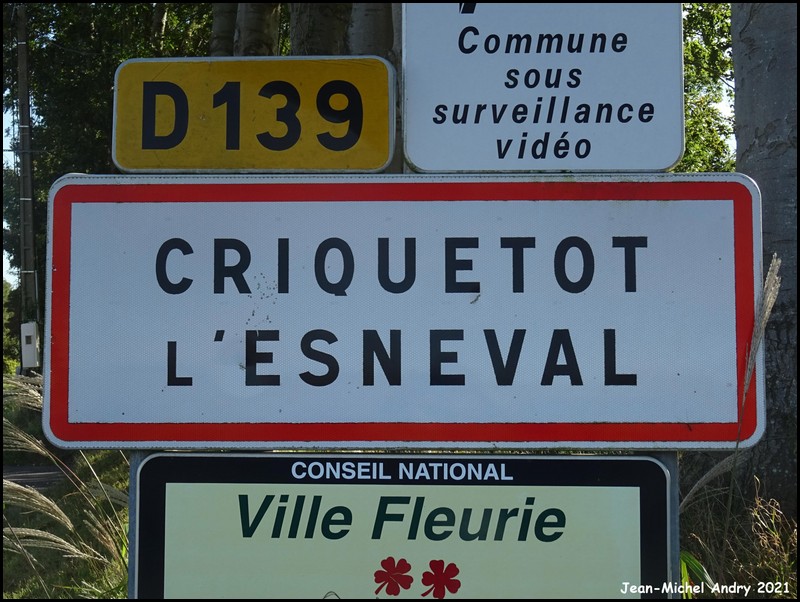 D139
Commune
sous
surveillance
vidéo
CRIQUETOT
L'ESNEVAL
CONSEIL NATIONAL
Ville Fleurie
Jean-Michel Andry 2021